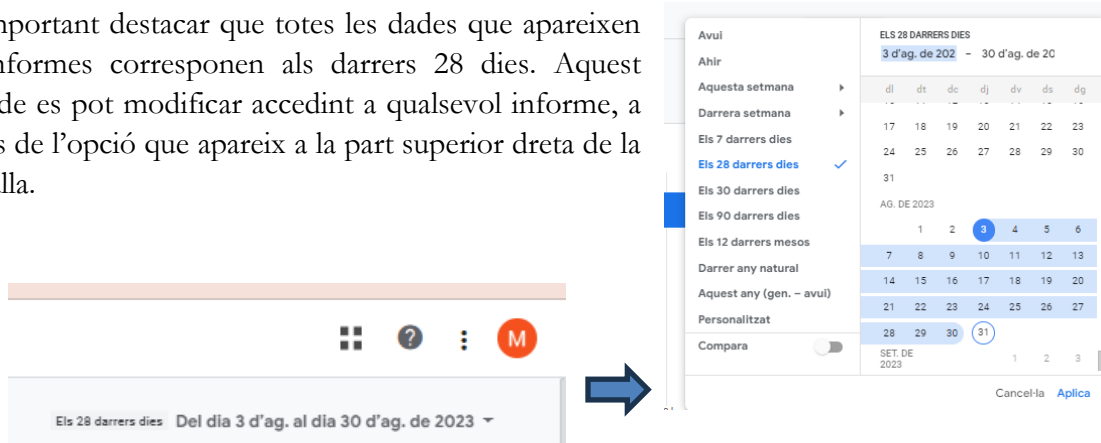 mportant destacar que totes les dades que apareixen
nformes corresponen als darrers 28 dies. Aquest
de es pot modificar accedint a qualsevol informe, a
s de l'opció que apareix a la part superior dreta de la
lla.
Els 28 darrers dies Del dia 3 d'ag. al dia 30 d'ag. de 2023
M
Avui
Ahir
Aquesta setmana
Darrera setmana
Els 7 darrers dies
Els 28 darrers dies
Els 30 darrers dies
Els 90 darrers dies
Els 12 darrers mesos
Darrer any natural
Aquest any (gen. – avui)
Personalitzat
Compara
ELS 28 DARRERS DIES
3 d'ag. de 202 – 30 d'ag. de 20
dl dt dc dj dv ds dg
17 18 19 20 21 22 23
24 25 26 27 28 29 30
31
AG. DE 2023
1 2 3 4 5 6
7 8 9 10 11 12 13
14 15 16 17 18 19 20
21 22 23 24 25 26 27
28 29 30 31
SET. DE
2023
1 2 3
Cancel·la Aplica